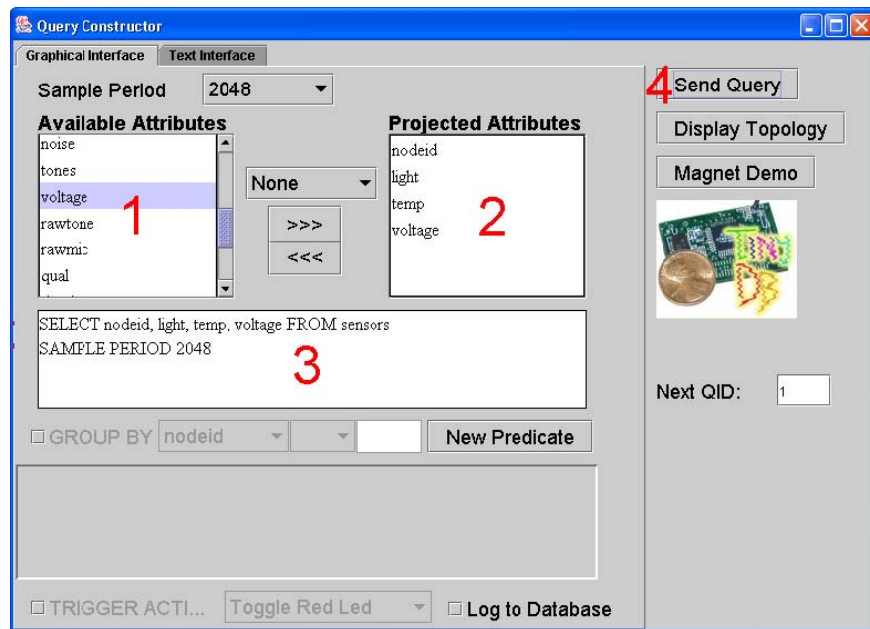 Query Constructor
Graphical Interface
Text Interface
Sample Period
2048
Available Attributes
noise
tones
voltage
rawtone
rawmic
qual
1
None
>>>
<<<
Projected Attributes
nodeid
light
temp
voltage
2
SELECT nodeid, light, temp, voltage FROM sensors
SAMPLE PERIOD 2048
3
GROUP BY
nodeid
New Predicate
TRIGGER ACTI...
Toggle Red Led
Log to Database
4
Send Query
Display Topology
Magnet Demo
Next QID:
1